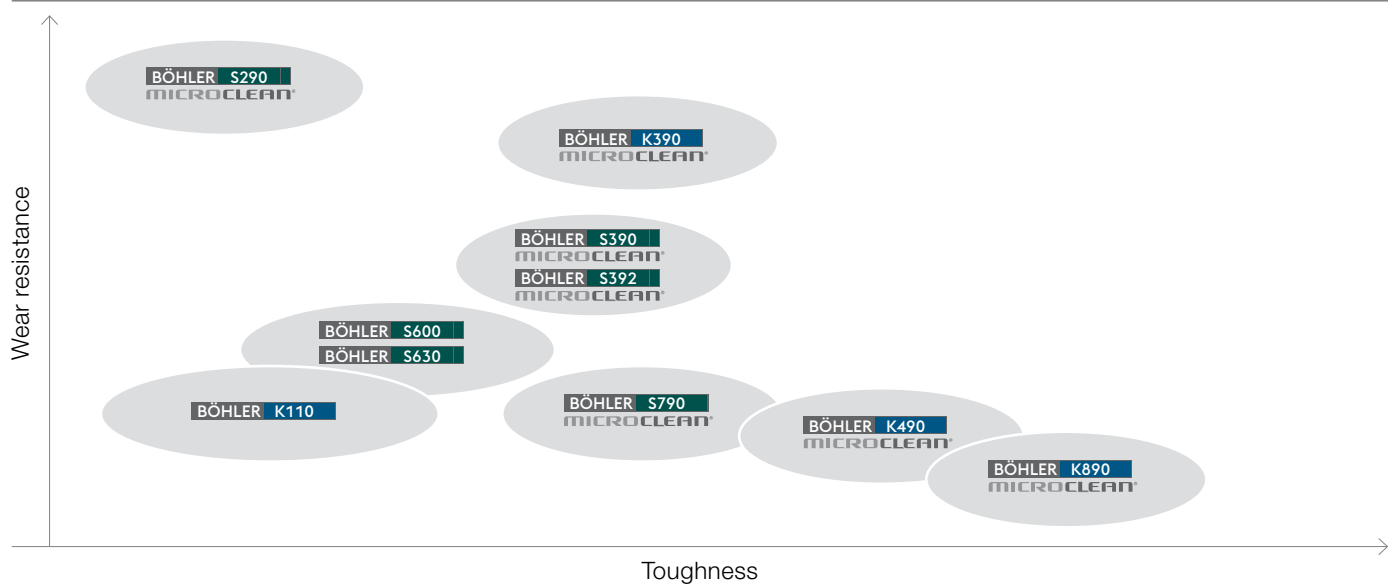 BÖHLER S290
MICROCLEAN®
BÖHLER K390
MICROCLEAN®
BÖHLER S390
MICROCLEAN®
BÖHLER S392
MICROCLEAN®
BÖHLER S600
BÖHLER S630
BÖHLER K110
BÖHLER S790
MICROCLEAN®
BÖHLER K490
MICROCLEAN®
BÖHLER K890
MICROCLEAN®
Wear resistance
Toughness